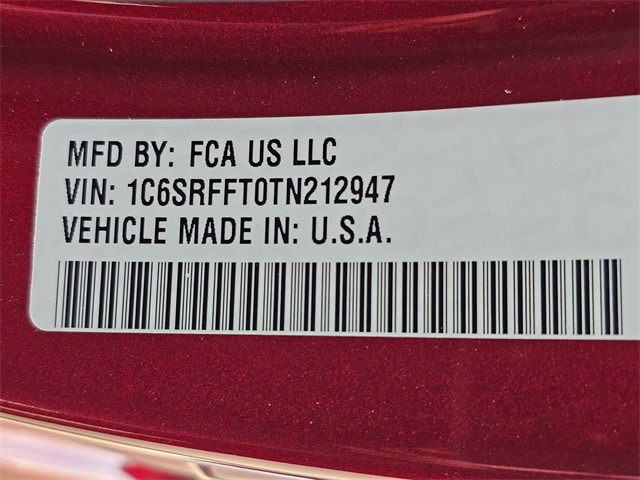 MFD BY: FCA US LLC
VIN: 1C6SRFFT0TN212947
VEHICLE MADE IN: U.S.A.